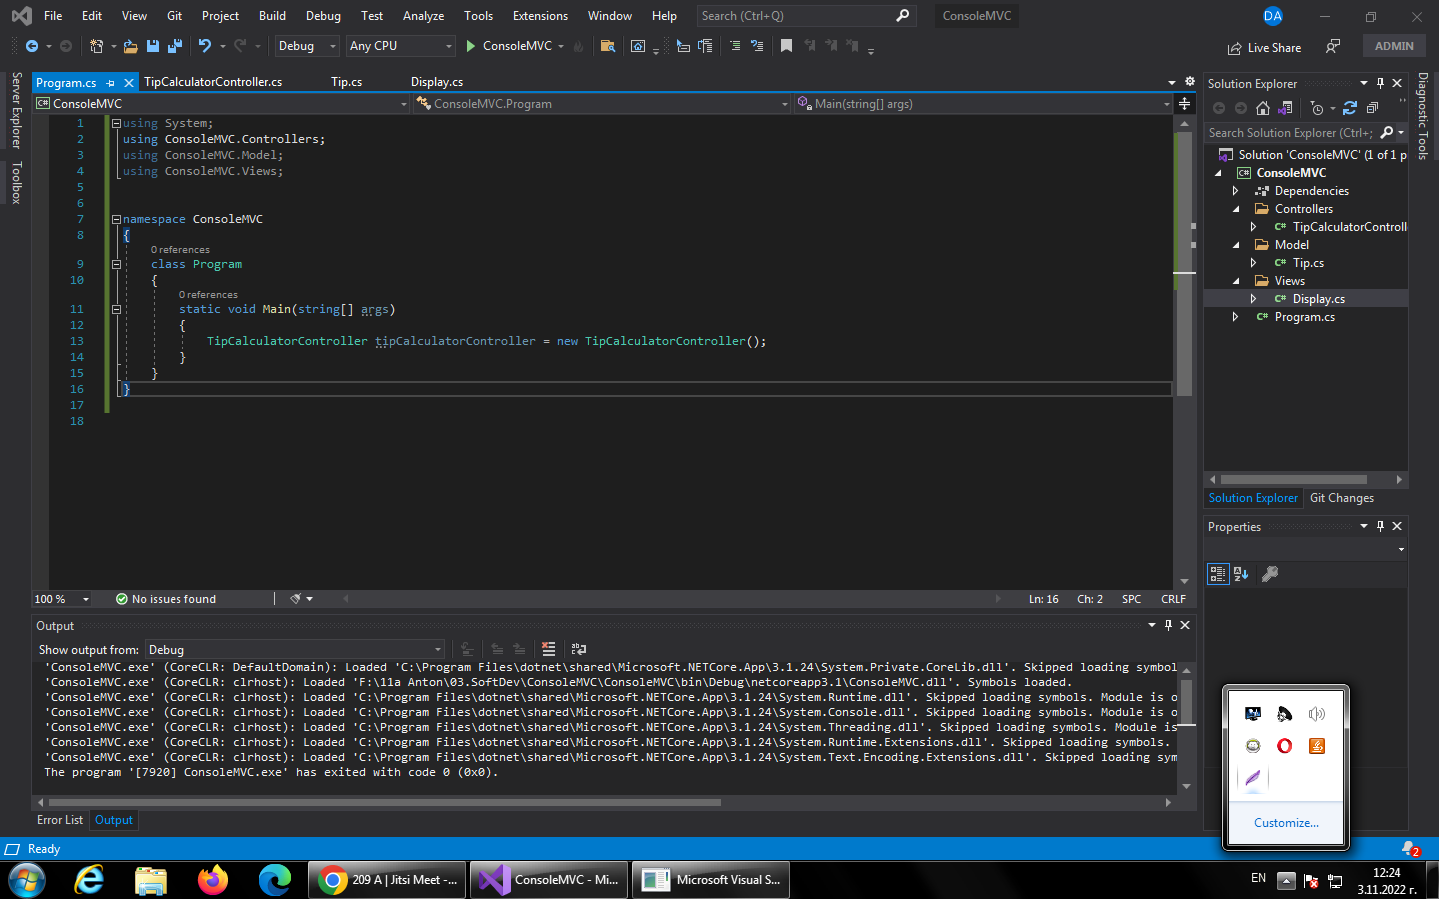 File Edit View Git Project Build Debug Test Analyze Tools Extensions Window Help Search (Ctrl+Q) ConsoleMVC DA
Debug Any CPU ConsoleMVC Live Share ADMIN
Server Explorer
Toolbox
Program.cs TipCalculatorController.cs Tip.cs Display.cs
ConsoleMVC ConsoleMVC.Program Main(string[] args)
1 using System;
2 using ConsoleMVC.Controllers;
3 using ConsoleMVC.Model;
4 using ConsoleMVC.Views;
5
6
7 namespace ConsoleMVC
8 {
0 references
9 class Program
10 {
0 references
11 static void Main(string[] args)
12 {
13 TipCalculatorController tipCalculatorController = new TipCalculatorController();
14 }
15 }
16 }
17
18
100 % No issues found Ln: 16 Ch: 2 SPC CRLF
Solution Explorer
Search Solution Explorer (Ctrl+;
Solution 'ConsoleMVC' (1 of 1 p
ConsoleMVC
Dependencies
Controllers
TipCalculatorControll
Model
Tip.cs
Views
Display.cs
Program.cs
Solution Explorer Git Changes
Properties
Diagnostic Tools
Output
Show output from: Debug
'ConsoleMVC.exe' (CoreCLR: DefaultDomain): Loaded 'C:\Program Files\dotnet\shared\Microsoft.NETCore.App\3.1.24\System.Private.CoreLib.dll'. Skipped loading symbol
'ConsoleMVC.exe' (CoreCLR: clrhost): Loaded 'F:\11a Anton\03.SoftDev\ConsoleMVC\ConsoleMVC\bin\Debug\netcoreapp3.1\ConsoleMVC.dll'. Symbols loaded.
'ConsoleMVC.exe' (CoreCLR: clrhost): Loaded 'C:\Program Files\dotnet\shared\Microsoft.NETCore.App\3.1.24\System.Runtime.dll'. Skipped loading symbols. Module is o
'ConsoleMVC.exe' (CoreCLR: clrhost): Loaded 'C:\Program Files\dotnet\shared\Microsoft.NETCore.App\3.1.24\System.Console.dll'. Skipped loading symbols. Module is o
'ConsoleMVC.exe' (CoreCLR: clrhost): Loaded 'C:\Program Files\dotnet\shared\Microsoft.NETCore.App\3.1.24\System.Threading.dll'. Skipped loading symbols. Module is
'ConsoleMVC.exe' (CoreCLR: clrhost): Loaded 'C:\Program Files\dotnet\shared\Microsoft.NETCore.App\3.1.24\System.Runtime.Extensions.dll'. Skipped loading symbols.
'ConsoleMVC.exe' (CoreCLR: clrhost): Loaded 'C:\Program Files\dotnet\shared\Microsoft.NETCore.App\3.1.24\System.Text.Encoding.Extensions.dll'. Skipped loading sym
The program '[7920] ConsoleMVC.exe' has exited with code 0 (0x0).
Error List Output
Customize...
Ready 2
209 A | Jitsi Meet -... ConsoleMVC - Mi... Microsoft Visual S... EN 12:24
3.11.2022 г.